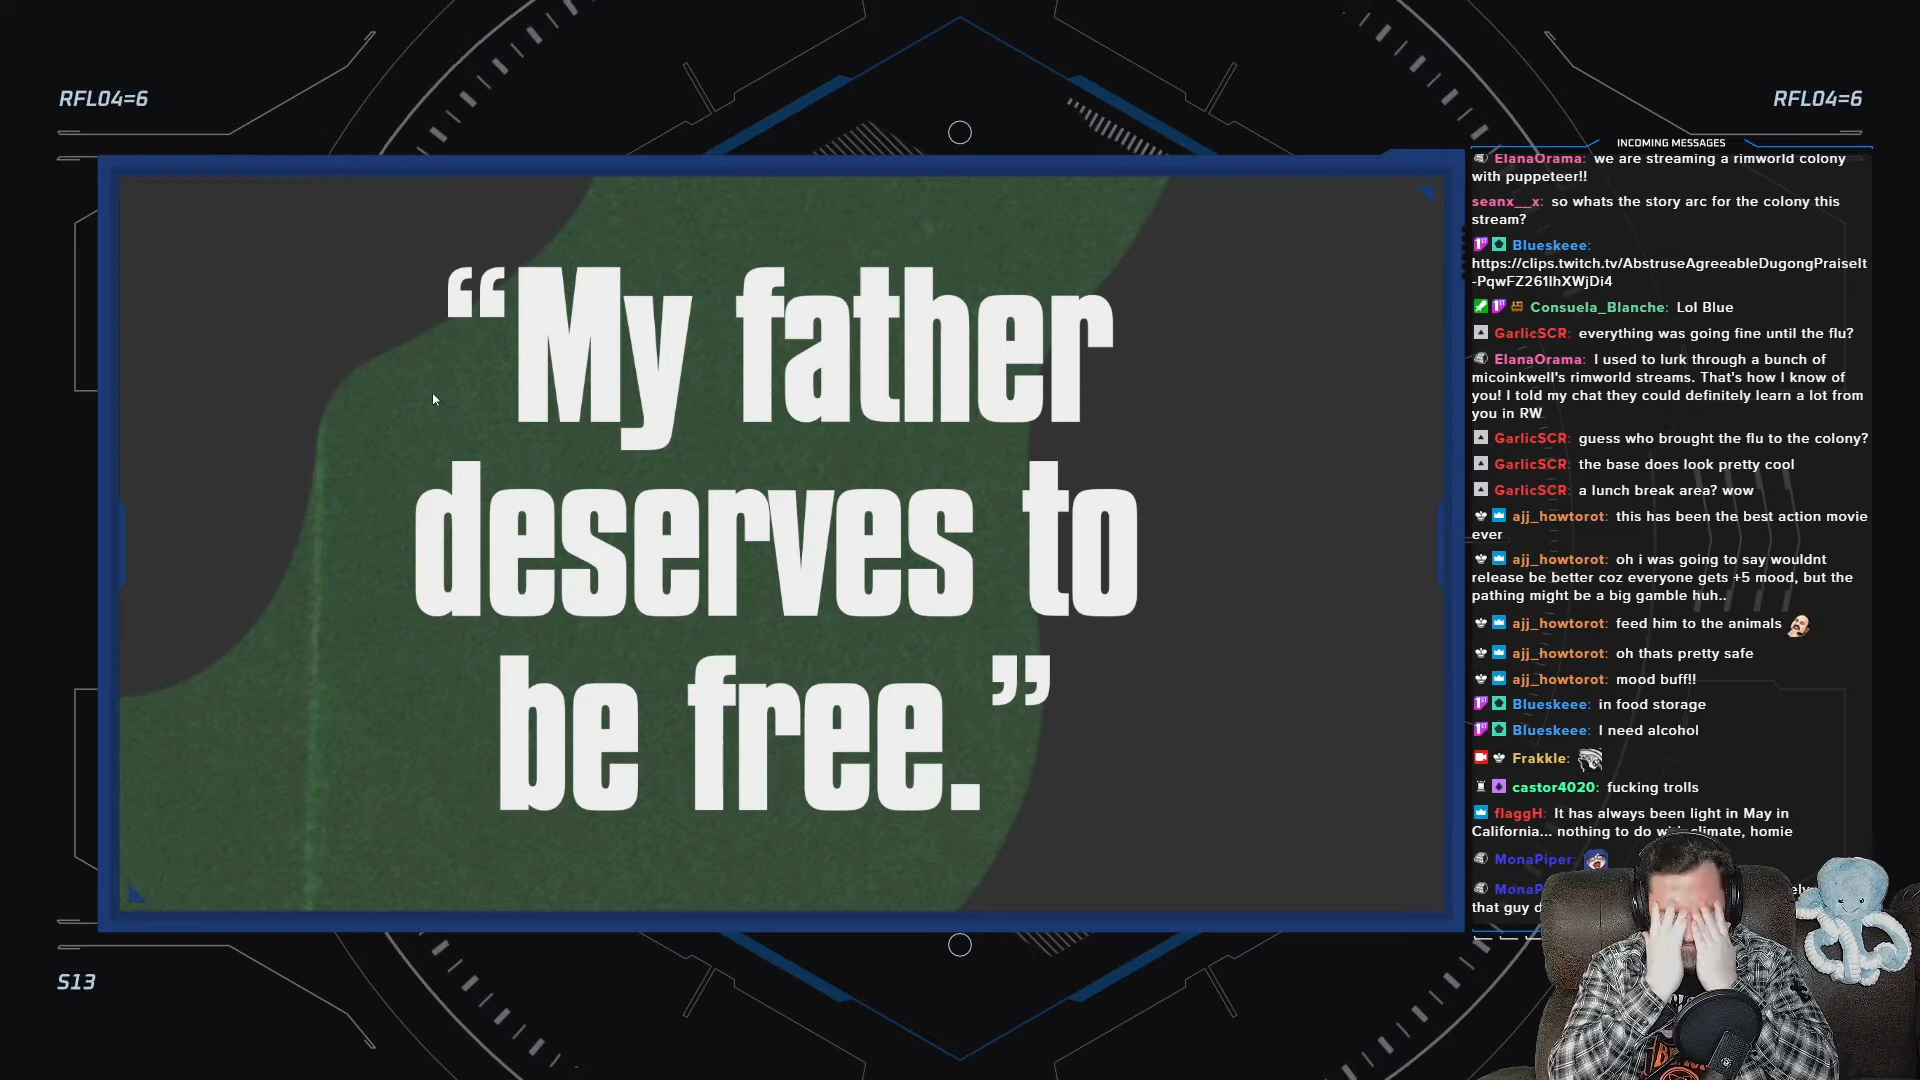 RFL04=6
RFL04=6
INCOMING MESSAGES
ElanaOrama: we are streaming a rimworld colony
with puppeteer!!
seanx__x: so whats the story arc for the colony this
stream?
Blueskeee:
https://clips.twitch.tv/AbstruseAgreeableDugongPraiseIt
-PqwFZ261IhXWjDi4
Consuela_Blanche: Lol Blue
GarlicSCR: everything was going fine until the flu?
ElanaOrama: I used to lurk through a bunch of
micoinkwell's rimworld streams. That's how I know of
you! I told my chat they could definitely learn a lot from
you in RW
GarlicSCR: guess who brought the flu to the colony?
GarlicSCR: the base does look pretty cool
GarlicSCR: a lunch break area? wow
ajj_howtorot: this has been the best action movie
ever
ajj_howtorot: oh i was going to say wouldnt
release be better coz everyone gets +5 mood, but the
pathing might be a big gamble huh..
ajj_howtorot: feed him to the animals
ajj_howtorot: oh thats pretty safe
ajj_howtorot: mood buff!!
Blueskeee: in food storage
Blueskeee: I need alcohol
Frakkle:
castor4020: fucking trolls
flaggH: It has always been light in May in
California... nothing to do climate, homie
MonaPiper:
that guy
“My father
deserves to
be free.”
S13